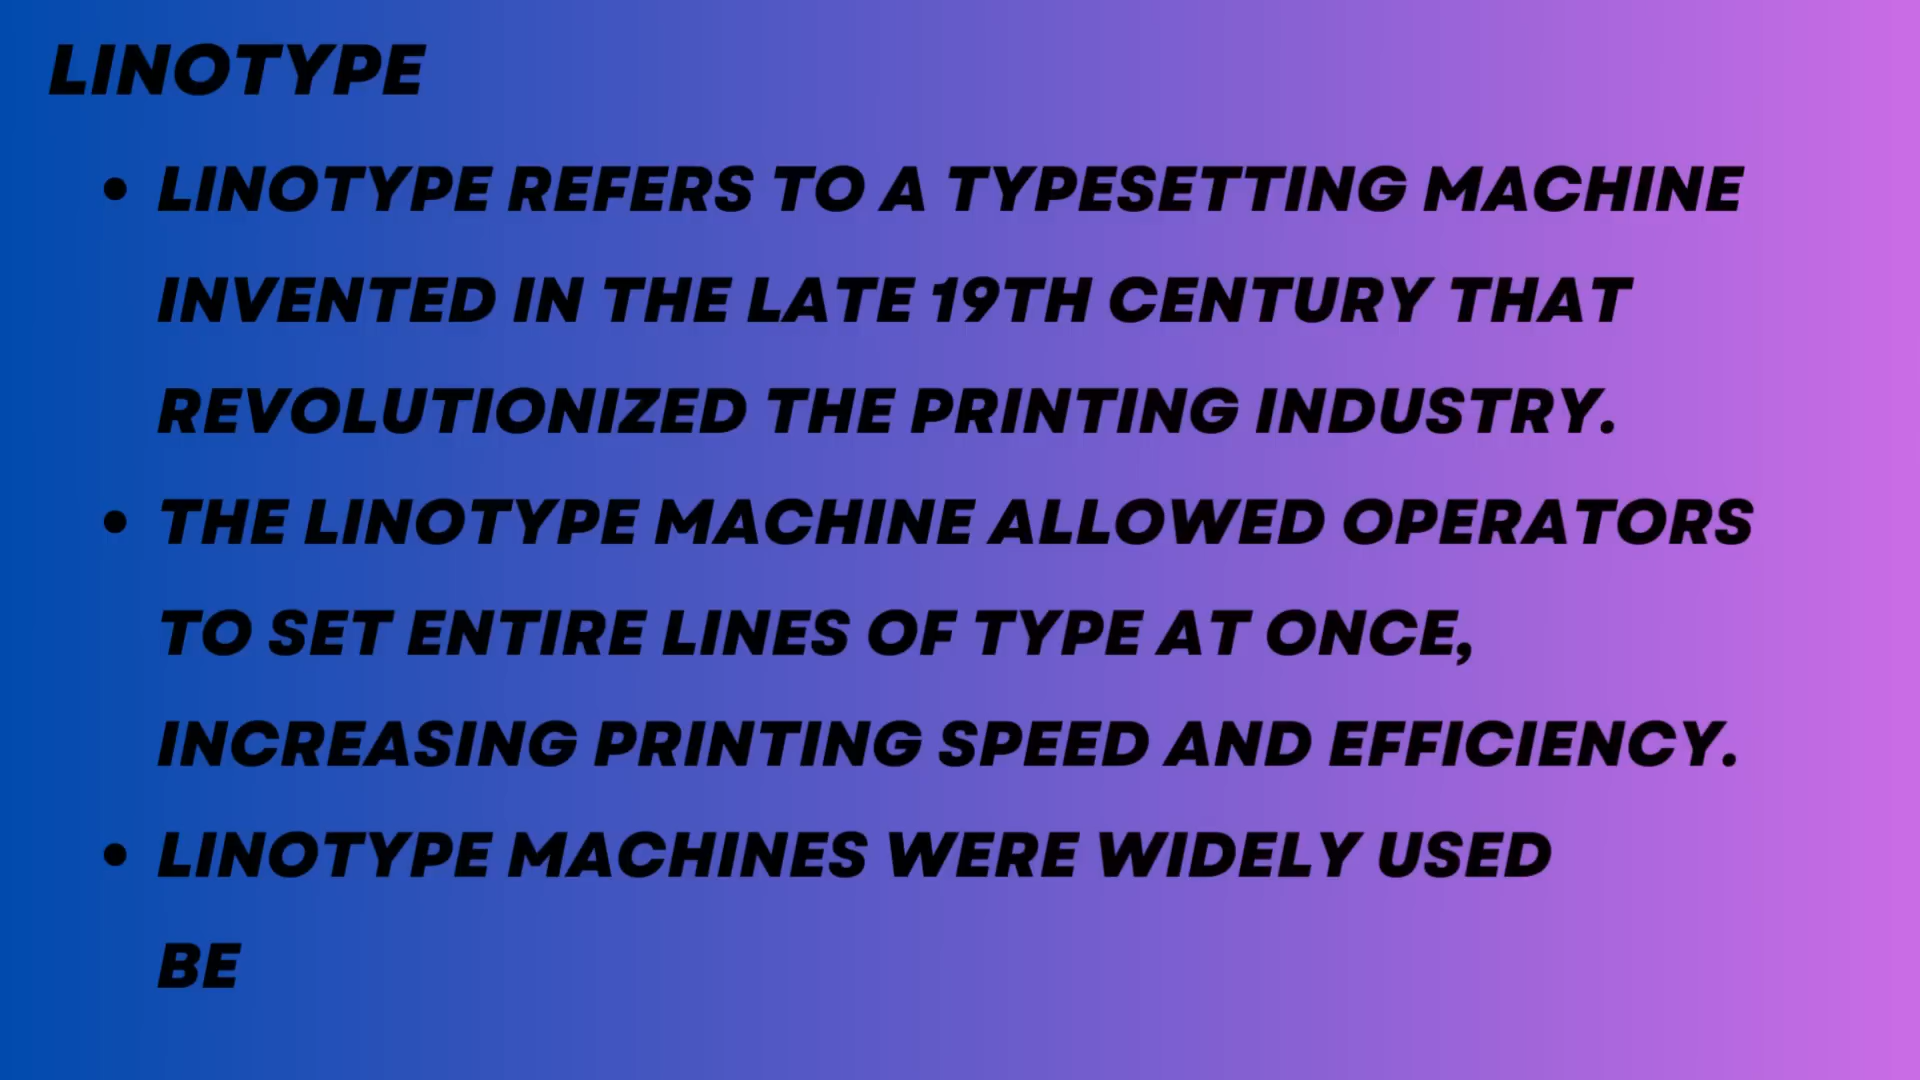 LINOTYPE
• LINOTYPE REFERS TO A TYPESETTING MACHINE
INVENTED IN THE LATE 19TH CENTURY THAT
REVOLUTIONIZED THE PRINTING INDUSTRY.
• THE LINOTYPE MACHINE ALLOWED OPERATORS
TO SET ENTIRE LINES OF TYPE AT ONCE,
INCREASING PRINTING SPEED AND EFFICIENCY.
• LINOTYPE MACHINES WERE WIDELY USED
BE